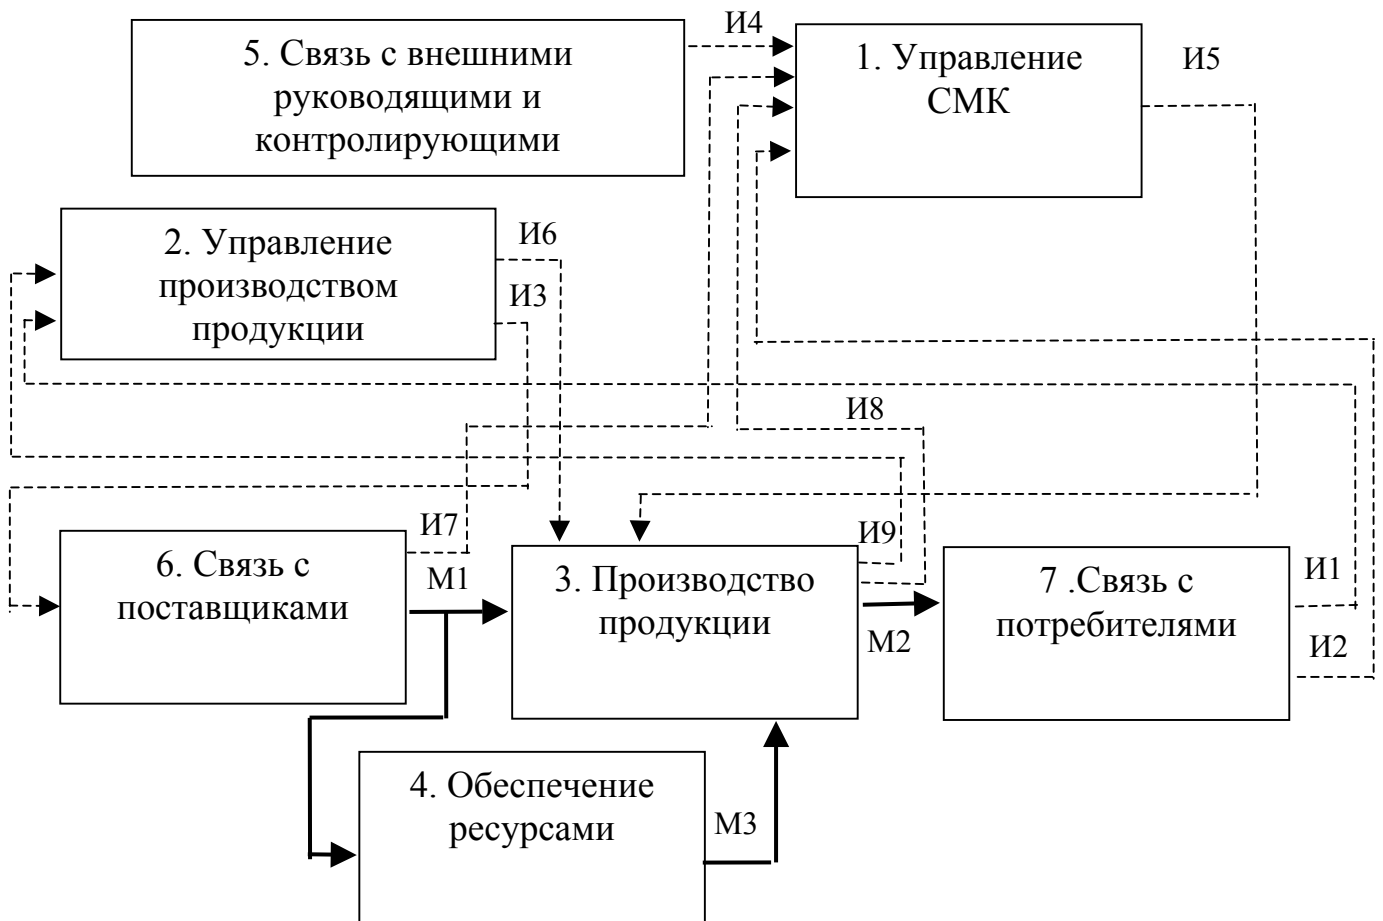 И4
5. Связь с внешними
руководящими и
контролирующими
1. Управление
СМК
И5
2. Управление
производством
продукции
И6
И3
И8
И7
М1
И9
6. Связь с
поставщиками
3. Производство
продукции
М2
7 .Связь с
потребителями
И1
И2
4. Обеспечение
ресурсами
М3